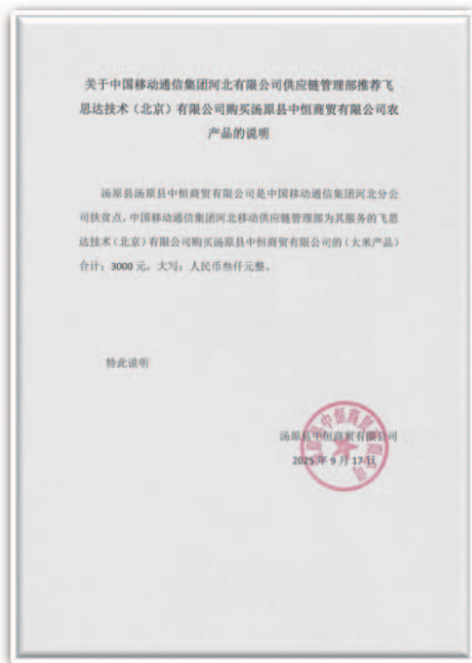 关于中国移动通信集团河北有限公司供应链管理部推荐飞
思达技术（北京）有限公司购买汤原县中恒商贸有限公司农
产品的说明
汤原县汤原县中恒商贸有限公司是中国移动通信集团河北分公
司扶贫点，中国移动通信集团河北移动供应链管理部为其服务的飞思
达技术（北京）有限公司购买汤原县中恒商贸有限公司的（大米产品）
合计：3000 元，大写：人民币叁仟元整。
特此说明
汤原县中恒商贸有限公司
2025 年 9 月 17 日